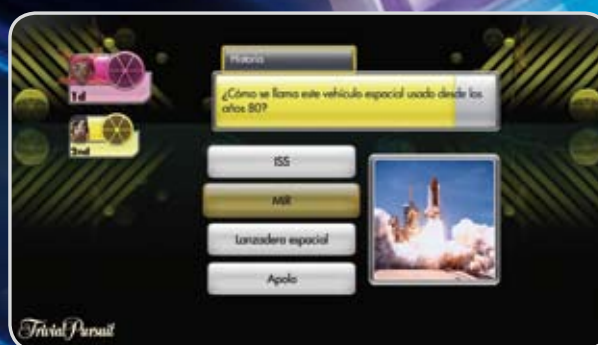 1st
2nd
Historia
¿Cómo se llama este vehículo espacial usado desde los
años 80?
ISS
MIR
Lanzadera espacial
Apolo
Trivial Pursuit